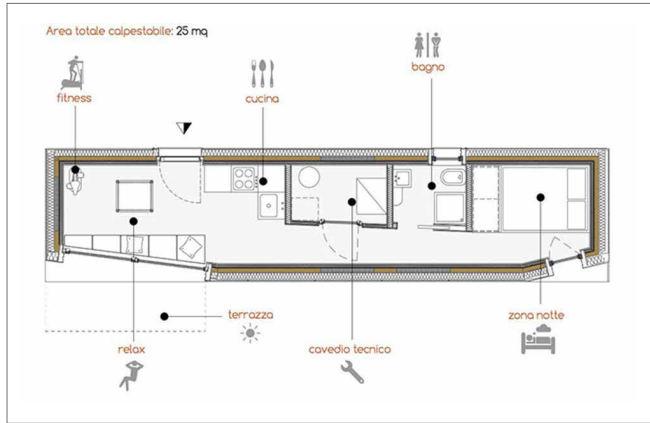 Area totale calpestabile: 25 mq
fitness
cucina
bagno
terrazza
zona notte
relax
cavedio tecnico